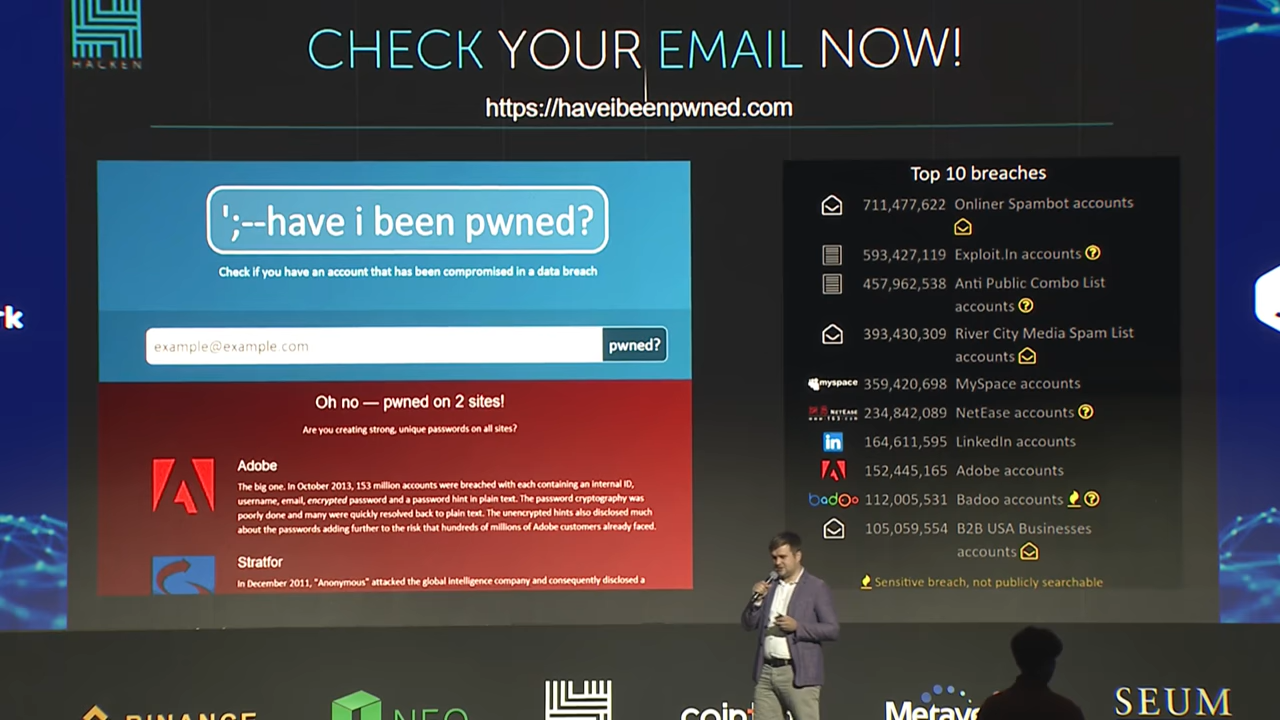 HACKEN
CHECK YOUR EMAIL NOW!
https://haveibeenpwned.com
';--have i been pwned?
Check if you have an account that has been compromised in a data breach
example@example com
pwned?
Oh no — pwned on 2 sites!
Are you creating strong, unique passwords on all sites?
Adobe
The big one. In October 2013, 153 million accounts were breached with each containing an internal ID,
username, email, encrypted password and a password hint in plain text. The password cryptography was
poorly done and many were quickly resolved back to plain text. The unencrypted hints also disclosed much
about the passwords adding further to the risk that hundreds of millions of Adobe customers already faced.
Stratfor
In December 2011, "Anonymous" attacked the global intelligence company and consequently disclosed a
Top 10 breaches
711,477,622 Onliner Spambot accounts
593,427,119 Exploit.In accounts
457,962,538 Anti Public Combo List
accounts
393,430,309 River City Media Spam List
accounts
myspace 359,420,698 MySpace accounts
NETEASE 234,842,089 NetEase accounts
in 164,611,595 LinkedIn accounts
152,445,165 Adobe accounts
badoo 112,005,531 Badoo accounts
105,059,554 B2B USA Businesses
accounts
Sensitive breach, not publicly searchable
rk
BINANCE
NEO
coin
Metave
SEUM